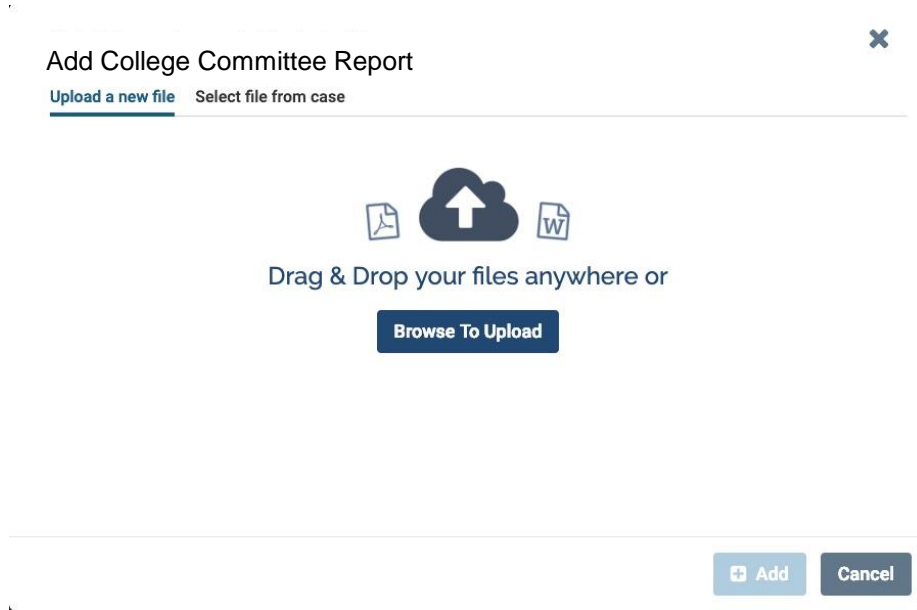 Add College Committee Report
Upload a new file Select file from case
W
Drag & Drop your files anywhere or
Browse To Upload
Add Cancel